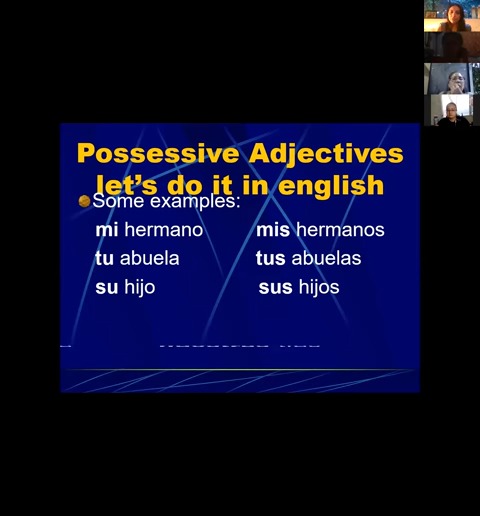 Possessive Adjectives
let's do it in english
Some examples:
mi hermano mis hermanos
tu abuela tus abuelas
su hijo sus hijos